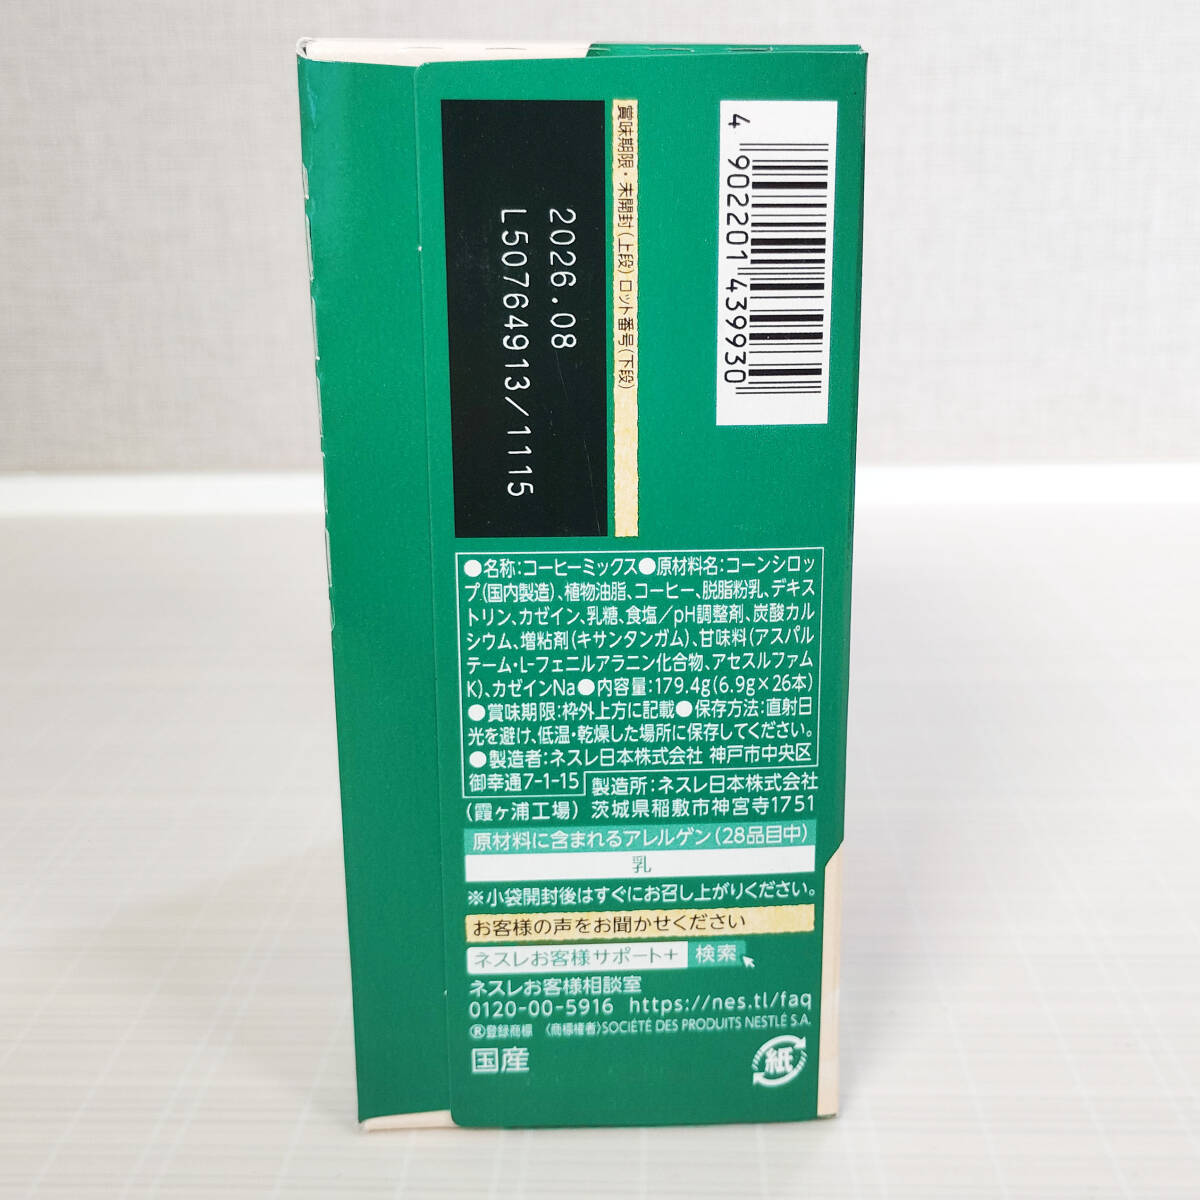 賞味期限・未開封(上段) ロット番号(下段)
2026.08
L50764913/1115
4 902201 439930
●名称:コーヒーミックス●原材料名:コーンシロッ
プ(国内製造)、植物油脂、コーヒー、脱脂粉乳、デキス
トリン、カゼイン、乳糖、食塩/pH調整剤、炭酸カル
シウム、増粘剤(キサンタンガム)、甘味料(アスパル
テーム・L-フェニルアラニン化合物、アセスルファム
K)、カゼインNa●内容量:179.4g(6.9g×26本)
●賞味期限:枠外上方に記載●保存方法:直射日
光を避け、低温・乾燥した場所に保存してください。
●製造者:ネスレ日本株式会社 神戸市中央区
御幸通7-1-15 製造所:ネスレ日本株式会社
(霞ヶ浦工場) 茨城県稲敷市神宮寺1751
原材料に含まれるアレルゲン(28品目中)
乳
※小袋開封後はすぐにお召し上がりください。
お客様の声をお聞かせください
ネスレお客様サポート+ 検索
ネスレお客様相談室
0120-00-5916 https://nes.tl/faq
®登録商標 〈商標権者〉SOCIÉTÉ DES PRODUITS NESTLÉ S.A.
国産
紙